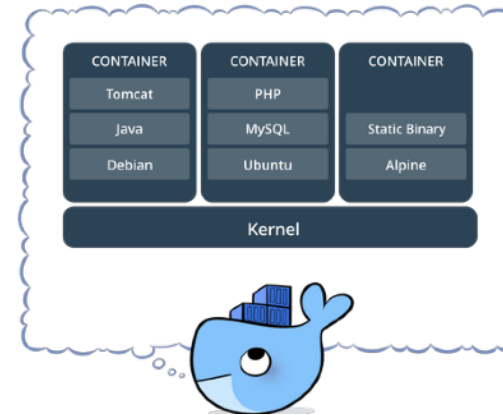 CONTAINER CONTAINER CONTAINER
Tomcat PHP
Java MySQL Static Binary
Debian Ubuntu Alpine
Kernel